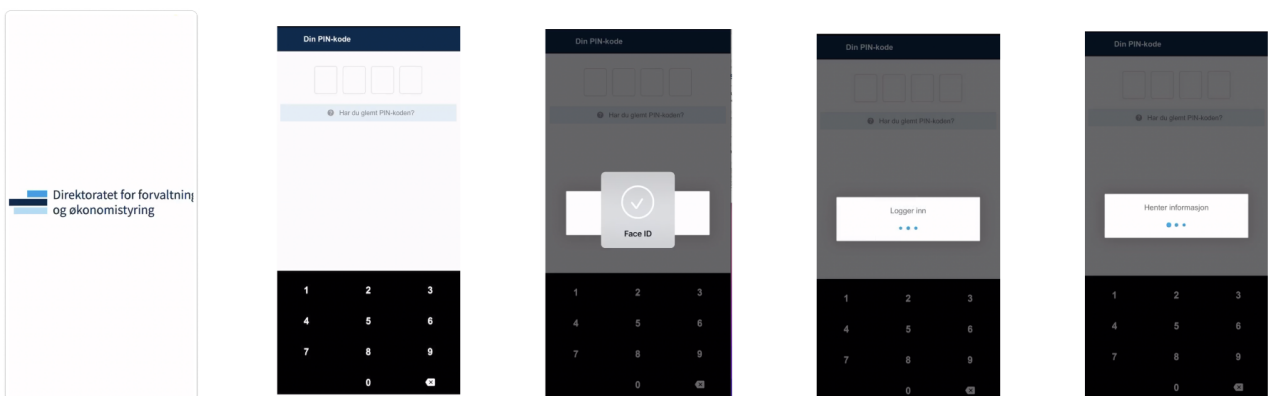 Direktoratet for forvaltning
og økonomistyring
Din PIN-kode
Har du glemt PIN-koden?
1 2 3
4 5 6
7 8 9
0
Din PIN-kode
Har du glemt PIN-koden?
Face ID
1 2 3
4 5 6
7 8 9
0
Din PIN-kode
Har du glemt PIN-koden?
Logger inn
1 2 3
4 5 6
7 8 9
0
Din PIN-kode
Har du glemt PIN-koden?
Henter informasjon
1 2 3
4 5 6
7 8 9
0